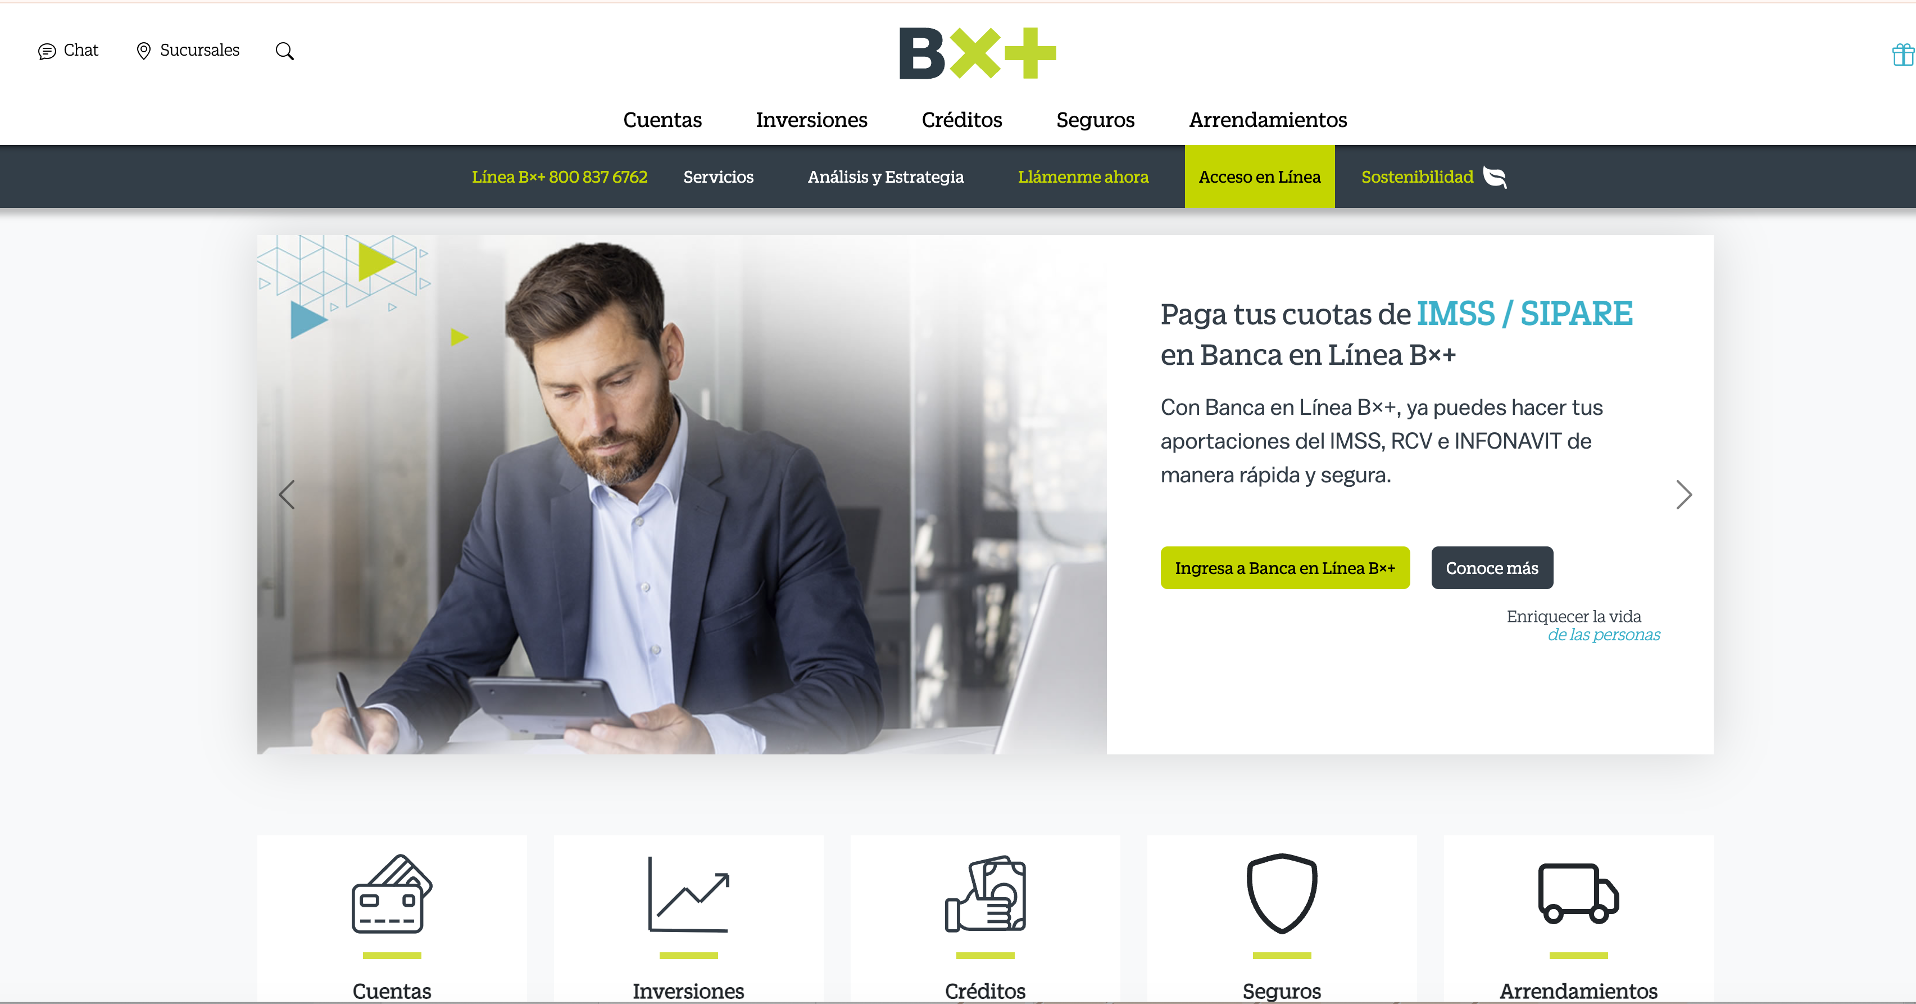 Chat
Sucursales
B×+
Cuentas
Inversiones
Créditos
Seguros
Arrendamientos
Línea B×+ 800 837 6762
Servicios
Análisis y Estrategia
Llámenme ahora
Acceso en Línea
Sostenibilidad
Paga tus cuotas de IMSS / SIPARE
en Banca en Línea B×+
Con Banca en Línea B×+, ya puedes hacer tus
aportaciones del IMSS, RCV e INFONAVIT de
manera rápida y segura.
Ingresa a Banca en Línea B×+
Conoce más
Enriquecer la vida
de las personas
Cuentas
Inversiones
Créditos
Seguros
Arrendamientos